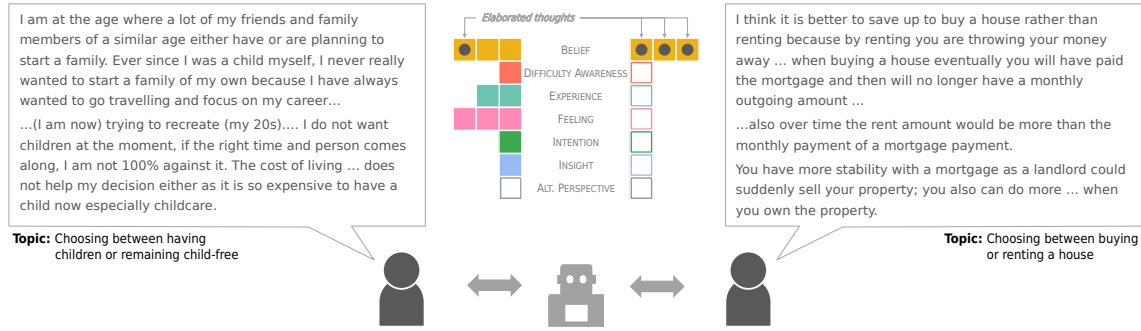 I am at the age where a lot of my friends and family
members of a similar age either have or are planning to
start a family. Ever since I was a child myself, I never really
wanted to start a family of my own because I have always
wanted to go travelling and focus on my career…
…(I am now) trying to recreate (my 20s)…. I do not want
children at the moment, if the right time and person comes
along, I am not 100% against it. The cost of living … does
not help my decision either as it is so expensive to have a
child now especially childcare.
Topic: Choosing between having
children or remaining child-free
Elaborated thoughts
BELIEF
DIFFICULTY AWARENESS
EXPERIENCE
FEELING
INTENTION
INSIGHT
ALT. PERSPECTIVE
I think it is better to save up to buy a house rather than
renting because by renting you are throwing your money
away … when buying a house eventually you will have paid
the mortgage and then will no longer have a monthly
outgoing amount …
…also over time the rent amount would be more than the
monthly payment of a mortgage payment.
You have more stability with a mortgage as a landlord could
suddenly sell your property; you also can do more … when
you own the property.
Topic: Choosing between buying
or renting a house